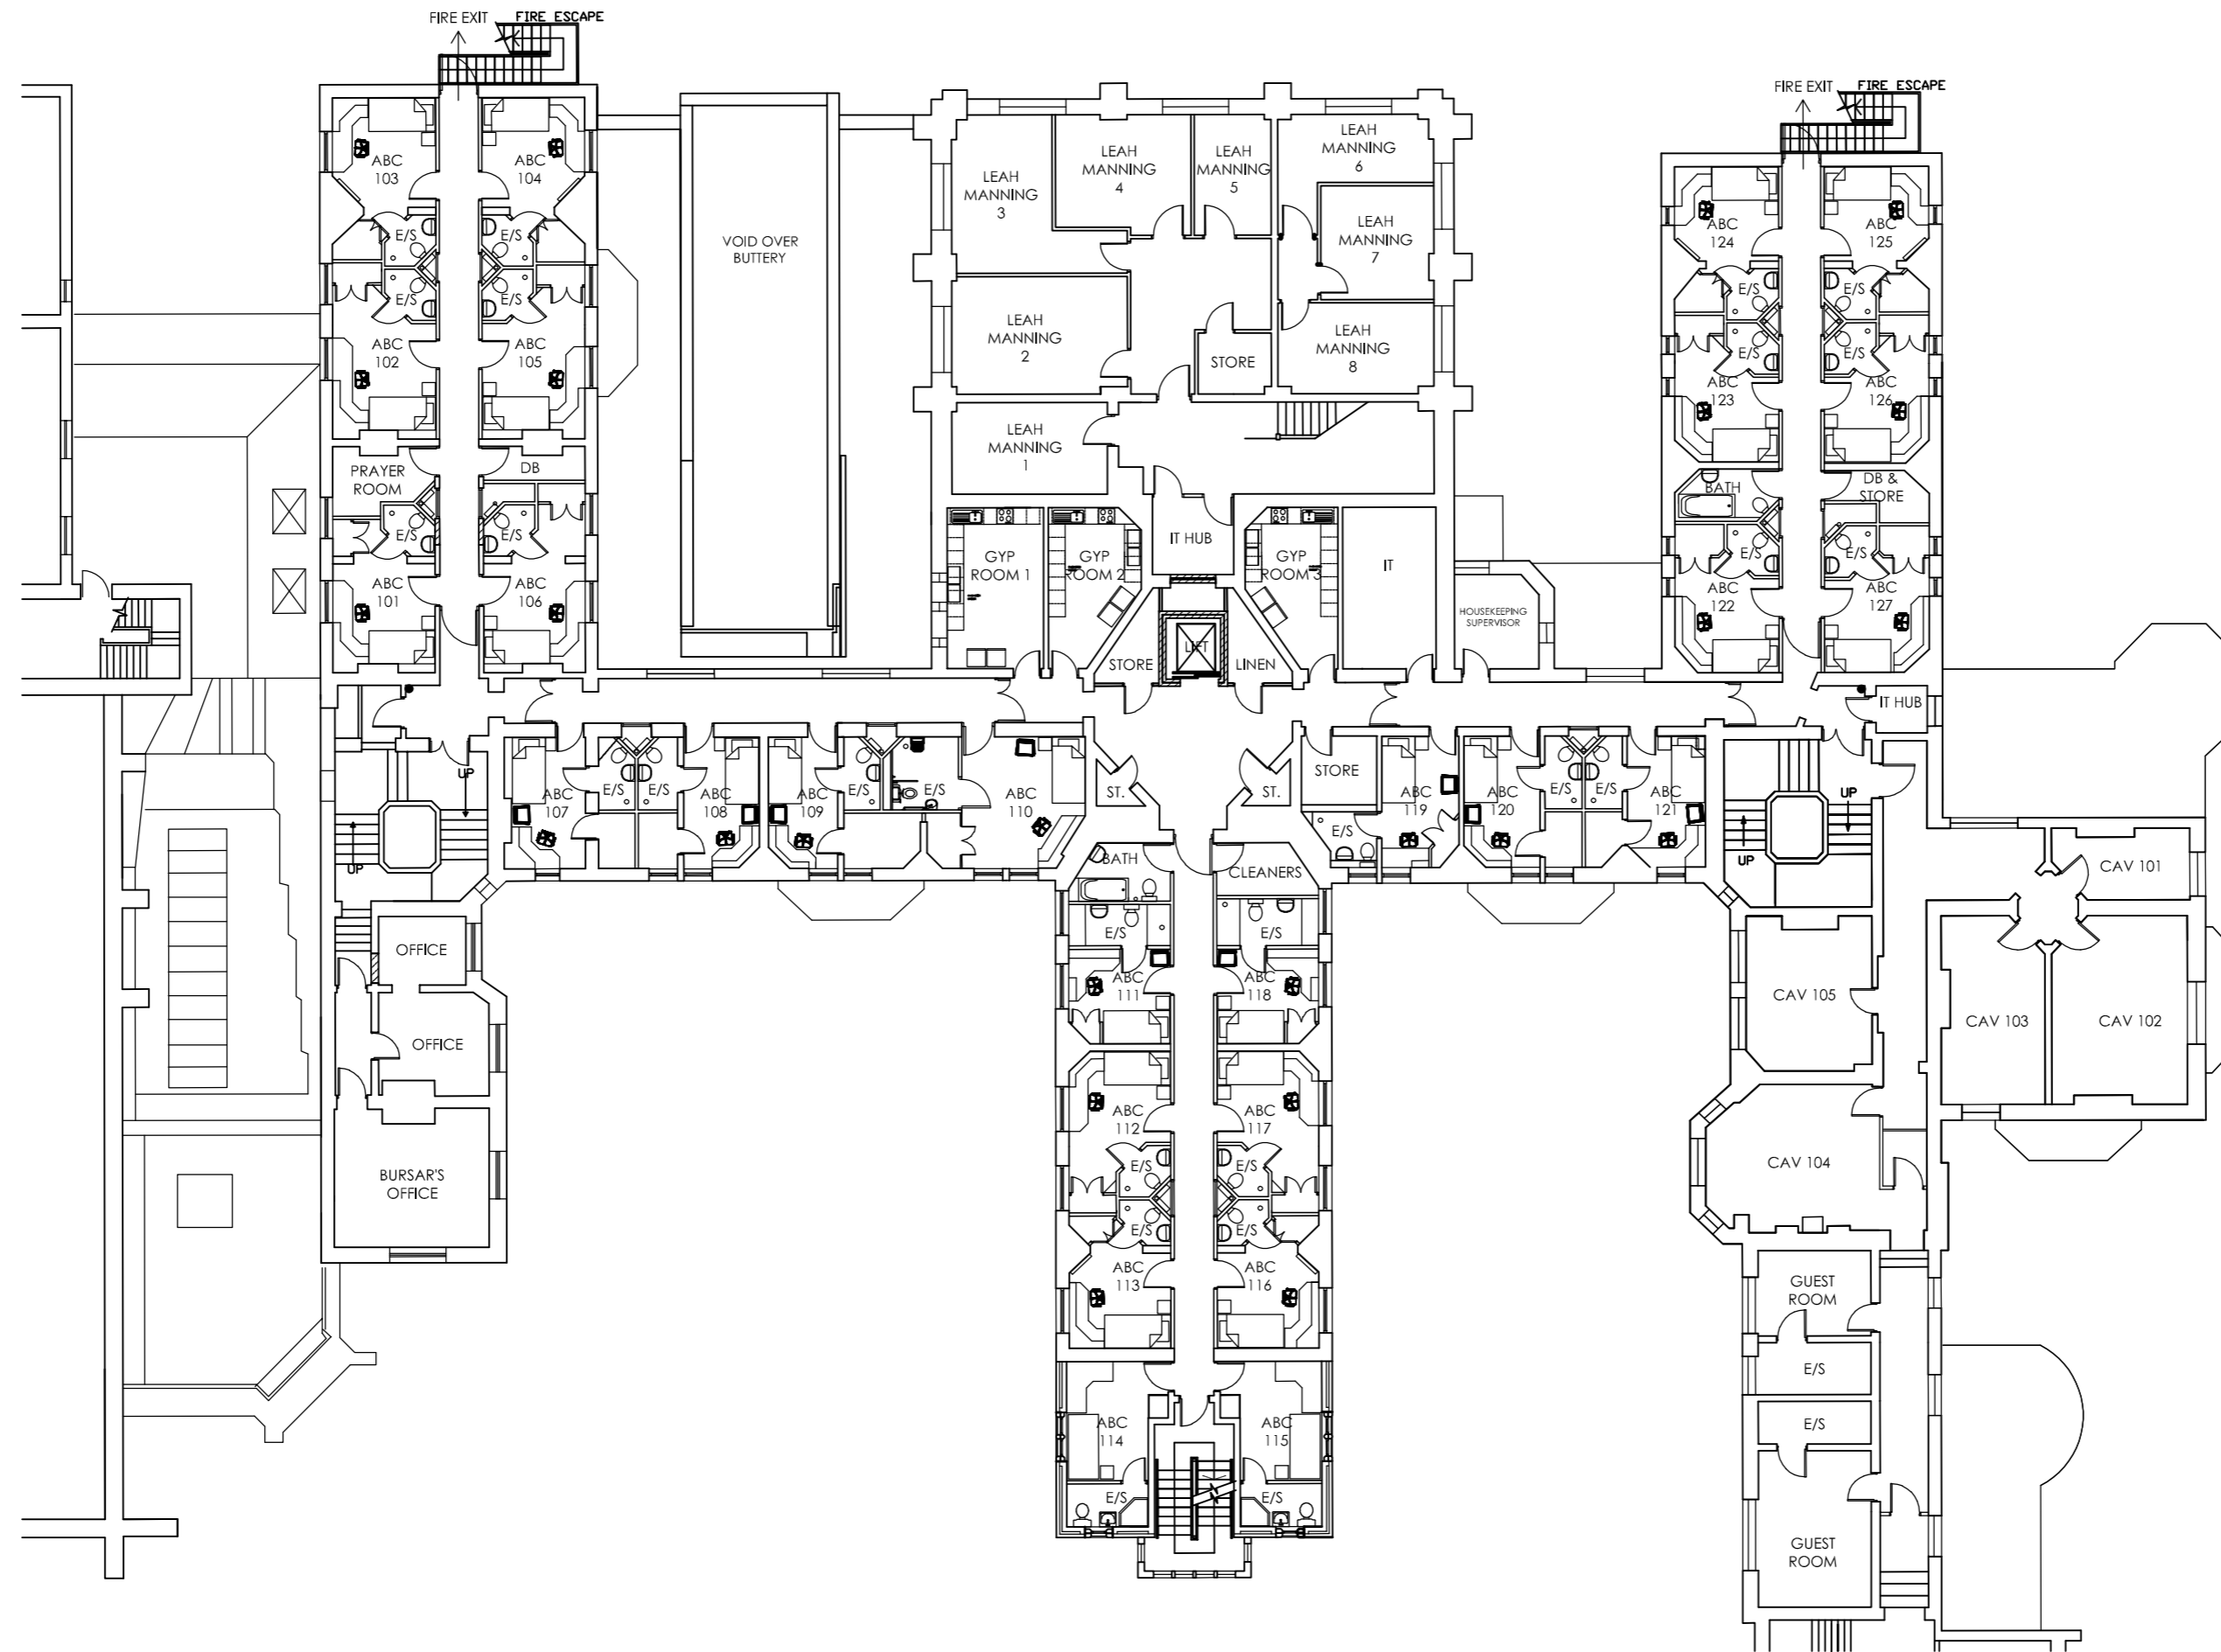 FIRE EXIT
FIRE ESCAPE
FIRE EXIT
FIRE ESCAPE
ABC
103
ABC
104
E/S
E/S
E/S
E/S
ABC
102
ABC
105
PRAYER
ROOM
DB
E/S
E/S
ABC
101
ABC
106
VOID OVER
BUTTERY
LEAH
MANNING
3
LEAH
MANNING
4
LEAH
MANNING
5
LEAH
MANNING
6
LEAH
MANNING
7
LEAH
MANNING
2
STORE
LEAH
MANNING
8
LEAH
MANNING
1
GYP
ROOM 1
GYP
ROOM 2
IT HUB
GYP
ROOM 3
IT
HOUSEKEEPING
SUPERVISOR
STORE
LIFT
LINEN
ABC
124
ABC
125
E/S
E/S
E/S
E/S
ABC
123
ABC
126
BATH
DB &
STORE
E/S
E/S
ABC
122
ABC
127
IT HUB
UP
UP
ABC
107
E/S
E/S
ABC
108
ABC
109
E/S
E/S
ABC
110
ST.
ST.
STORE
E/S
ABC
119
ABC
120
E/S
E/S
ABC
121
UP
UP
BATH
CLEANERS
E/S
E/S
ABC
111
ABC
118
ABC
112
ABC
117
E/S
E/S
E/S
E/S
ABC
113
ABC
116
ABC
114
ABC
115
E/S
E/S
OFFICE
OFFICE
BURSAR'S
OFFICE
CAV 101
CAV 105
CAV 103
CAV 102
CAV 104
GUEST
ROOM
E/S
E/S
GUEST
ROOM